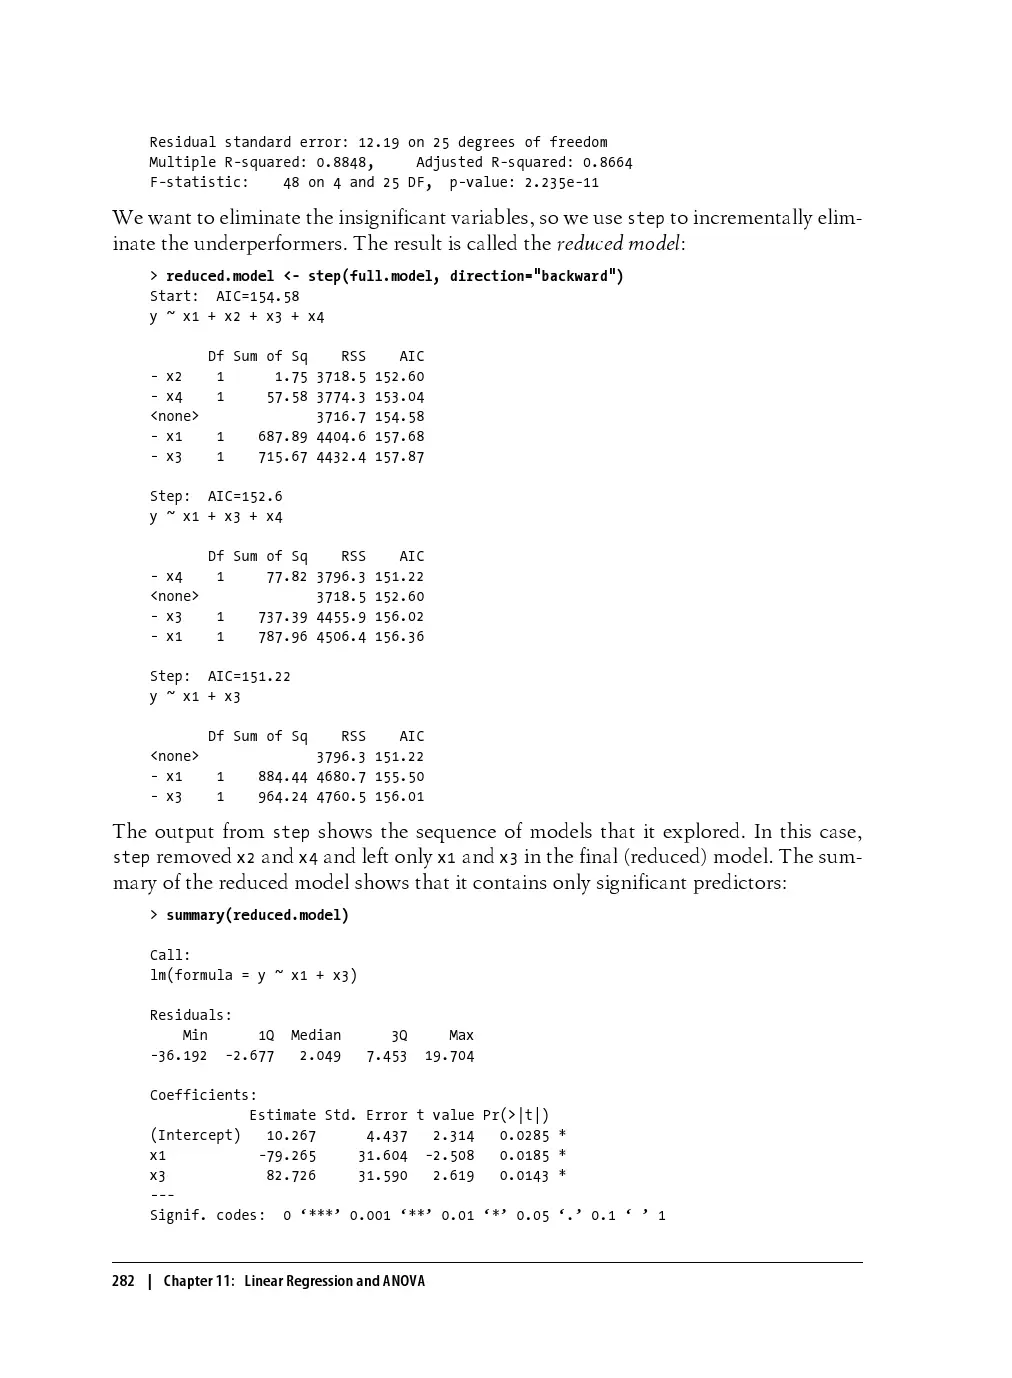 Residual standard error: 12.19 on 25 degrees of freedom
Multiple R-squared: 0.8848,     Adjusted R-squared: 0.8664
F-statistic:    48 on 4 and 25 DF,  p-value: 2.235e-11
We want to eliminate the insignificant variables, so we use step to incrementally elim-
inate the underperformers. The result is called the reduced model:
> reduced.model <- step(full.model, direction="backward")
Start:  AIC=154.58
y ~ x1 + x2 + x3 + x4
       Df Sum of Sq    RSS    AIC
- x2    1      1.75 3718.5 152.60
- x4    1     57.58 3774.3 153.04
<none>              3716.7 154.58
- x1    1    687.89 4404.6 157.68
- x3    1    715.67 4432.4 157.87
Step:  AIC=152.6
y ~ x1 + x3 + x4
       Df Sum of Sq    RSS    AIC
- x4    1     77.82 3796.3 151.22
<none>              3718.5 152.60
- x3    1    737.39 4455.9 156.02
- x1    1    787.96 4506.4 156.36
Step:  AIC=151.22
y ~ x1 + x3
       Df Sum of Sq    RSS    AIC
<none>              3796.3 151.22
- x1    1    884.44 4680.7 155.50
- x3    1    964.24 4760.5 156.01
The output from step shows the sequence of models that it explored. In this case,
step removed x2 and x4 and left only x1 and x3 in the final (reduced) model. The sum-
mary of the reduced model shows that it contains only significant predictors:
> summary(reduced.model)
Call:
lm(formula = y ~ x1 + x3)
Residuals:
    Min      1Q  Median      3Q     Max
-36.192  -2.677   2.049   7.453  19.704
Coefficients:
            Estimate Std. Error t value Pr(>|t|)
(Intercept)   10.267      4.437   2.314   0.0285 *
x1           -79.265     31.604  -2.508   0.0185 *
x3            82.726     31.590   2.619   0.0143 *
---
Signif. codes:  0 ‘***’ 0.001 ‘**’ 0.01 ‘*’ 0.05 ‘.’ 0.1 ‘ ’ 1
282 | Chapter 11: Linear Regression and ANOVA